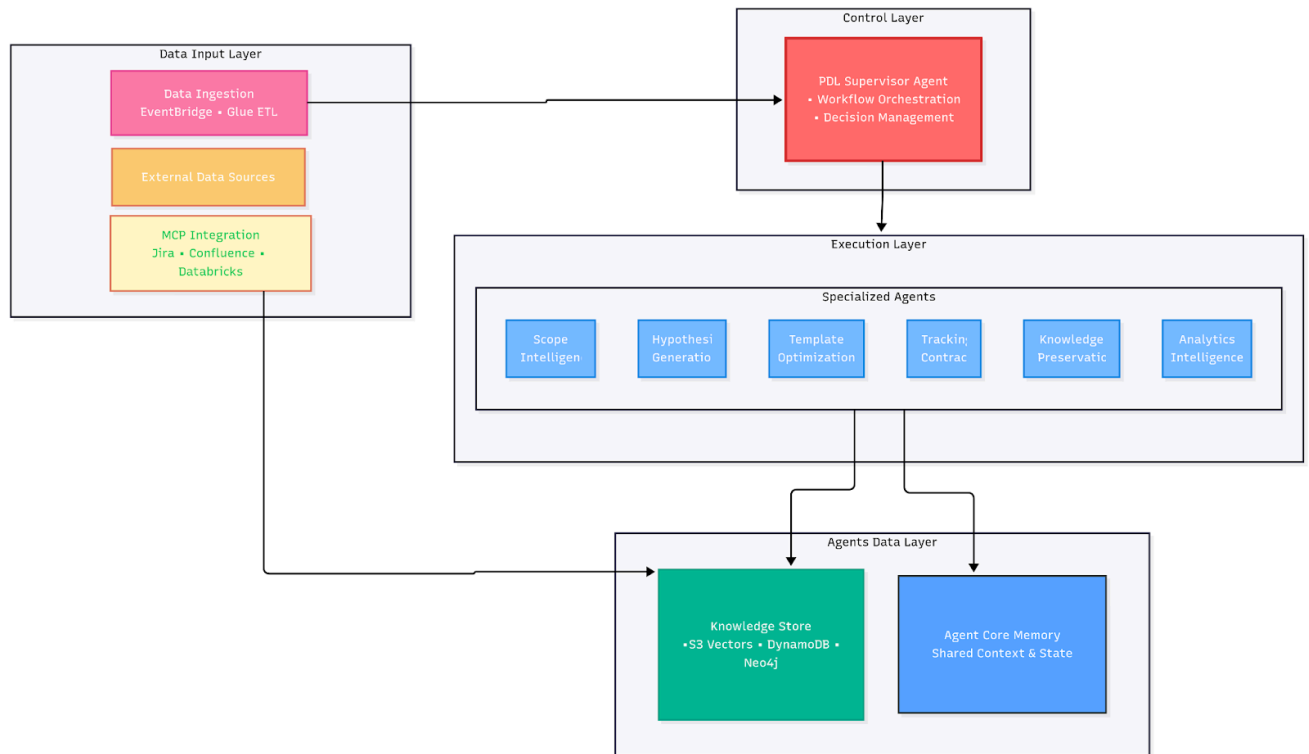 Control Layer
Data Input Layer
PDL Supervisor Agent
• Workflow Orchestration
• Decision Management
Data Ingestion
EventBridge • Glue ETL
External Data Sources
MCP Integration
Jira • Confluence •
Databricks
Execution Layer
Specialized Agents
Scope
Intelligen
Hypothesi
Generatio
Template
Optimization
Tracking
Contrac
Knowledge
Preservatic
Analytics
Intelligence
Agents Data Layer
Knowledge Store
•S3 Vectors • DynamoDB •
Neo4j
Agent Core Memory
Shared Context & State